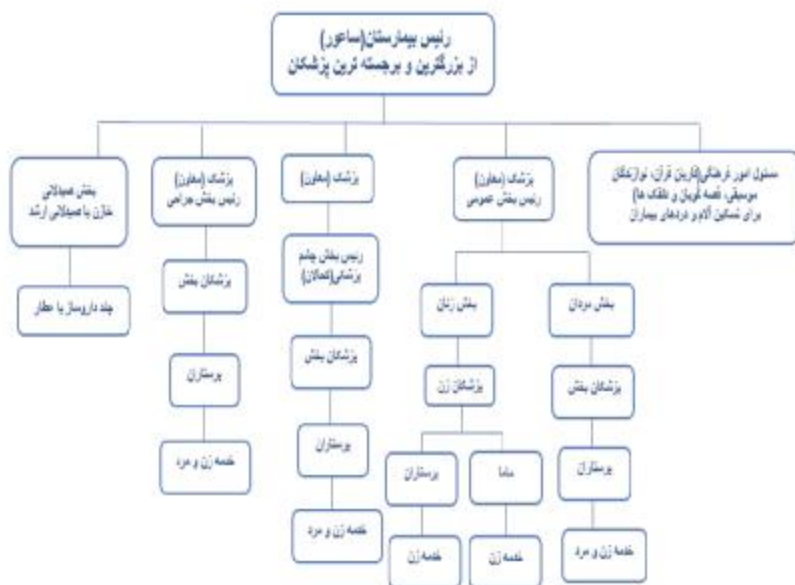 رئیس بیمارستان(ساعور)
از بزرگترین و برجسته ترین پزشکان
مسئول امور فرهنگی(قاریان قرآن، نوازندگان
موسیقی، قصه گویان و دلقک ها)
برای تسکین آلام و دردهای بیماران
پزشک (معاون)
رئیس بخش عمومی
پزشک (معاون)
پزشک (معاون)
رئیس بخش جراحی
بخش صیدلانی
خازن یا صیدلانی ارشد
رئیس بخش چشم
پزشکی(کحالان)
پزشکان بخش
چند داروساز یا عطار
بخش مردان
بخش زنان
پزشکان بخش
پزشکان زن
پزشکان بخش
پرستاران
پرستاران
ماما
پرستاران
پرستاران
خدمه زن و مرد
خدمه زن و مرد
خدمه زن
خدمه زن
خدمه زن و مرد